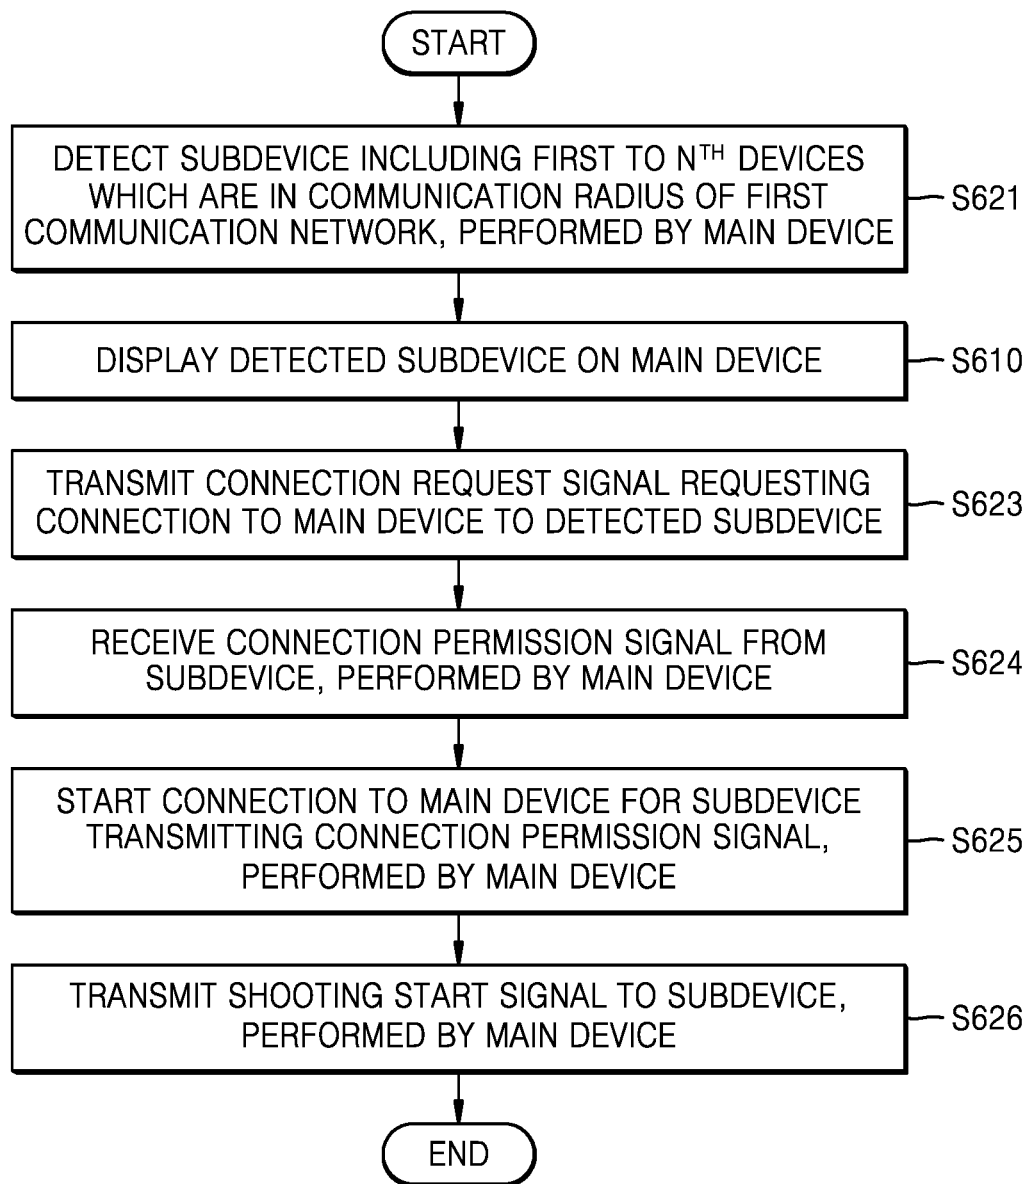 START
DETECT SUBDEVICE INCLUDING FIRST TO NTH DEVICES
WHICH ARE IN COMMUNICATION RADIUS OF FIRST
COMMUNICATION NETWORK, PERFORMED BY MAIN DEVICE
S621
DISPLAY DETECTED SUBDEVICE ON MAIN DEVICE
S610
TRANSMIT CONNECTION REQUEST SIGNAL REQUESTING
CONNECTION TO MAIN DEVICE TO DETECTED SUBDEVICE
S623
RECEIVE CONNECTION PERMISSION SIGNAL FROM
SUBDEVICE, PERFORMED BY MAIN DEVICE
S624
START CONNECTION TO MAIN DEVICE FOR SUBDEVICE
TRANSMITTING CONNECTION PERMISSION SIGNAL,
PERFORMED BY MAIN DEVICE
S625
TRANSMIT SHOOTING START SIGNAL TO SUBDEVICE,
PERFORMED BY MAIN DEVICE
S626
END